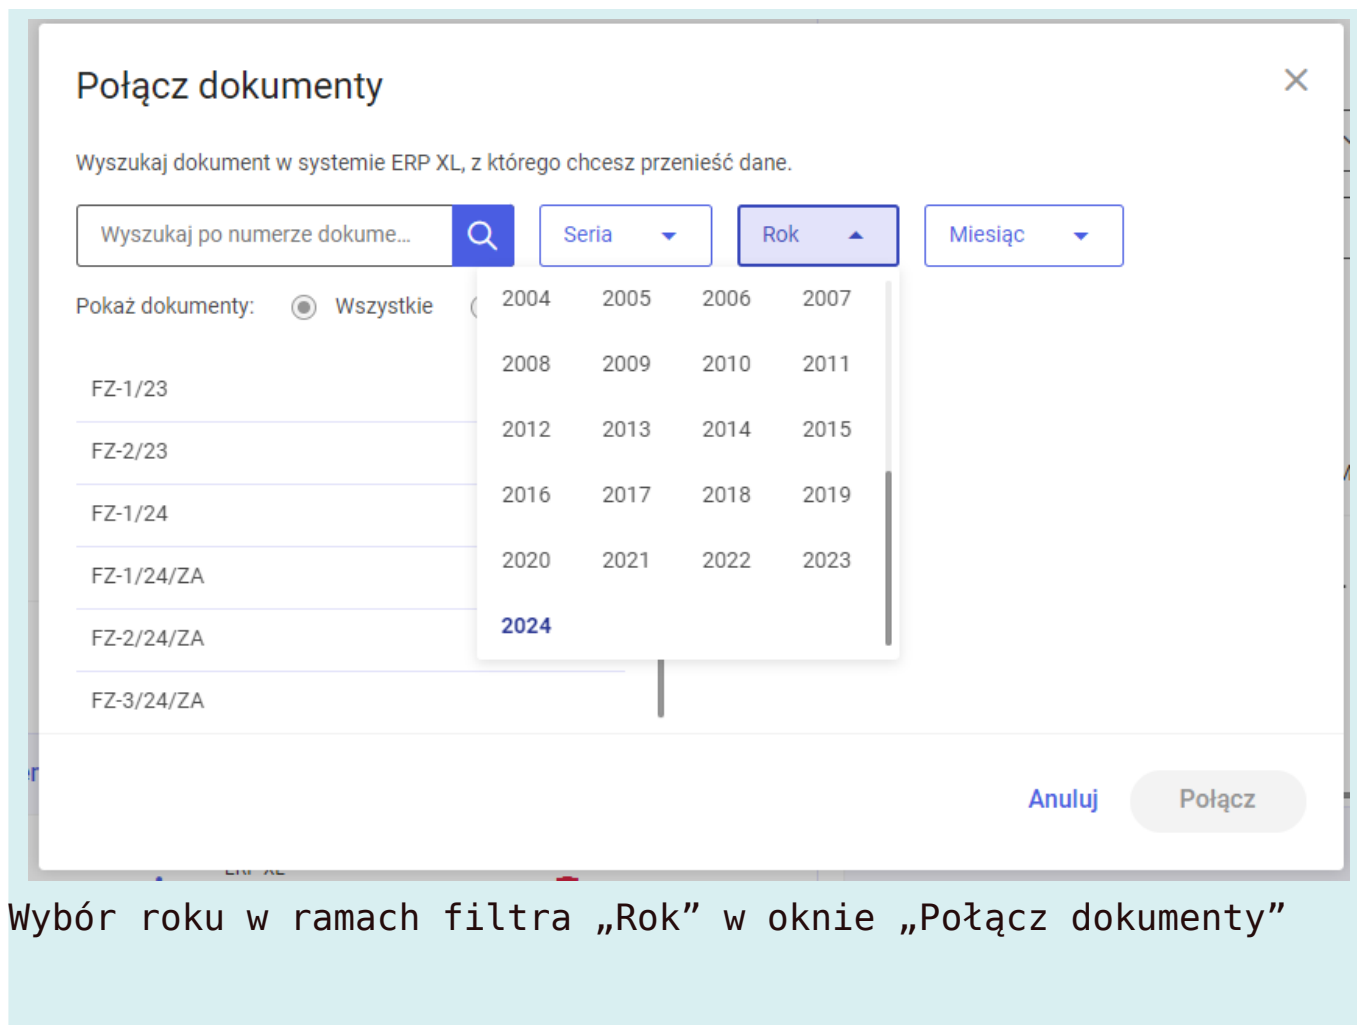 Połącz dokumenty
Wyszukaj dokument w systemie ERP XL, z którego chcesz przenieść dane.
Wyszukaj po numerze dokume... Seria Rok Miesiąc
Pokaż dokumenty: Wszystkie
2004 2005 2006 2007
2008 2009 2010 2011
2012 2013 2014 2015
2016 2017 2018 2019
2020 2021 2022 2023
2024
FZ-1/23
FZ-2/23
FZ-1/24
FZ-1/24/ZA
FZ-2/24/ZA
FZ-3/24/ZA
Anuluj Połącz
Wybór roku w ramach filtra „Rok” w oknie „Połącz dokumenty”